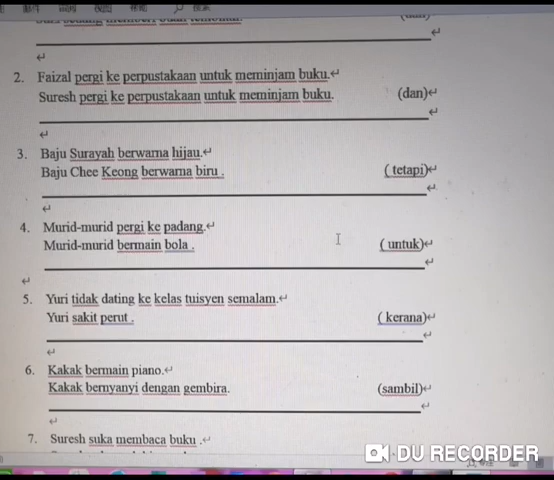 2. Faizal pergi ke perpustakaan untuk meminjam buku.
Suresh pergi ke perpustakaan untuk meminjam buku. (dan)
3. Baju Surayah berwarna hijau.
Baju Chee Keong berwarna biru . ( tetapi)
4. Murid-murid pergi ke padang.
Murid-murid bermain bola . ( untuk)
5. Yuri tidak dating ke kelas tuisyen semalam.
Yuri sakit perut . ( kerana)
6. Kakak bermain piano.
Kakak bernyanyi dengan gembira. (sambil)
7. Suresh suka membaca buku .
DU RECORDER